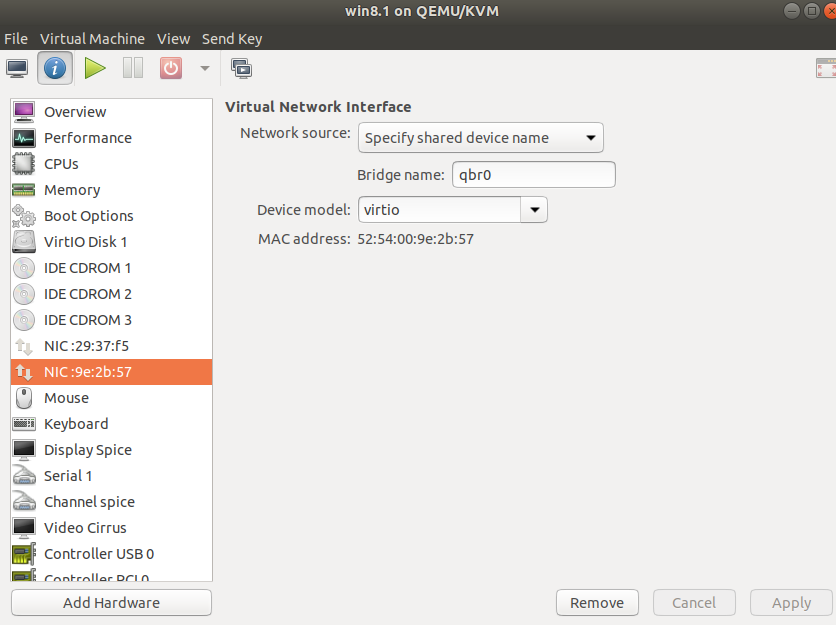 win8.1 on QEMU/KVM
File Virtual Machine View Send Key
Overview
Performance
CPUs
Memory
Boot Options
VirtIO Disk 1
IDE CDROM 1
IDE CDROM 2
IDE CDROM 3
NIC :29:37:f5
NIC :9e:2b:57
Mouse
Keyboard
Display Spice
Serial 1
Channel spice
Video Cirrus
Controller USB 0
Controller PCI 0
Add Hardware
Virtual Network Interface
Network source: Specify shared device name
Bridge name: qbr0
Device model: virtio
MAC address: 52:54:00:9e:2b:57
Remove Cancel Apply